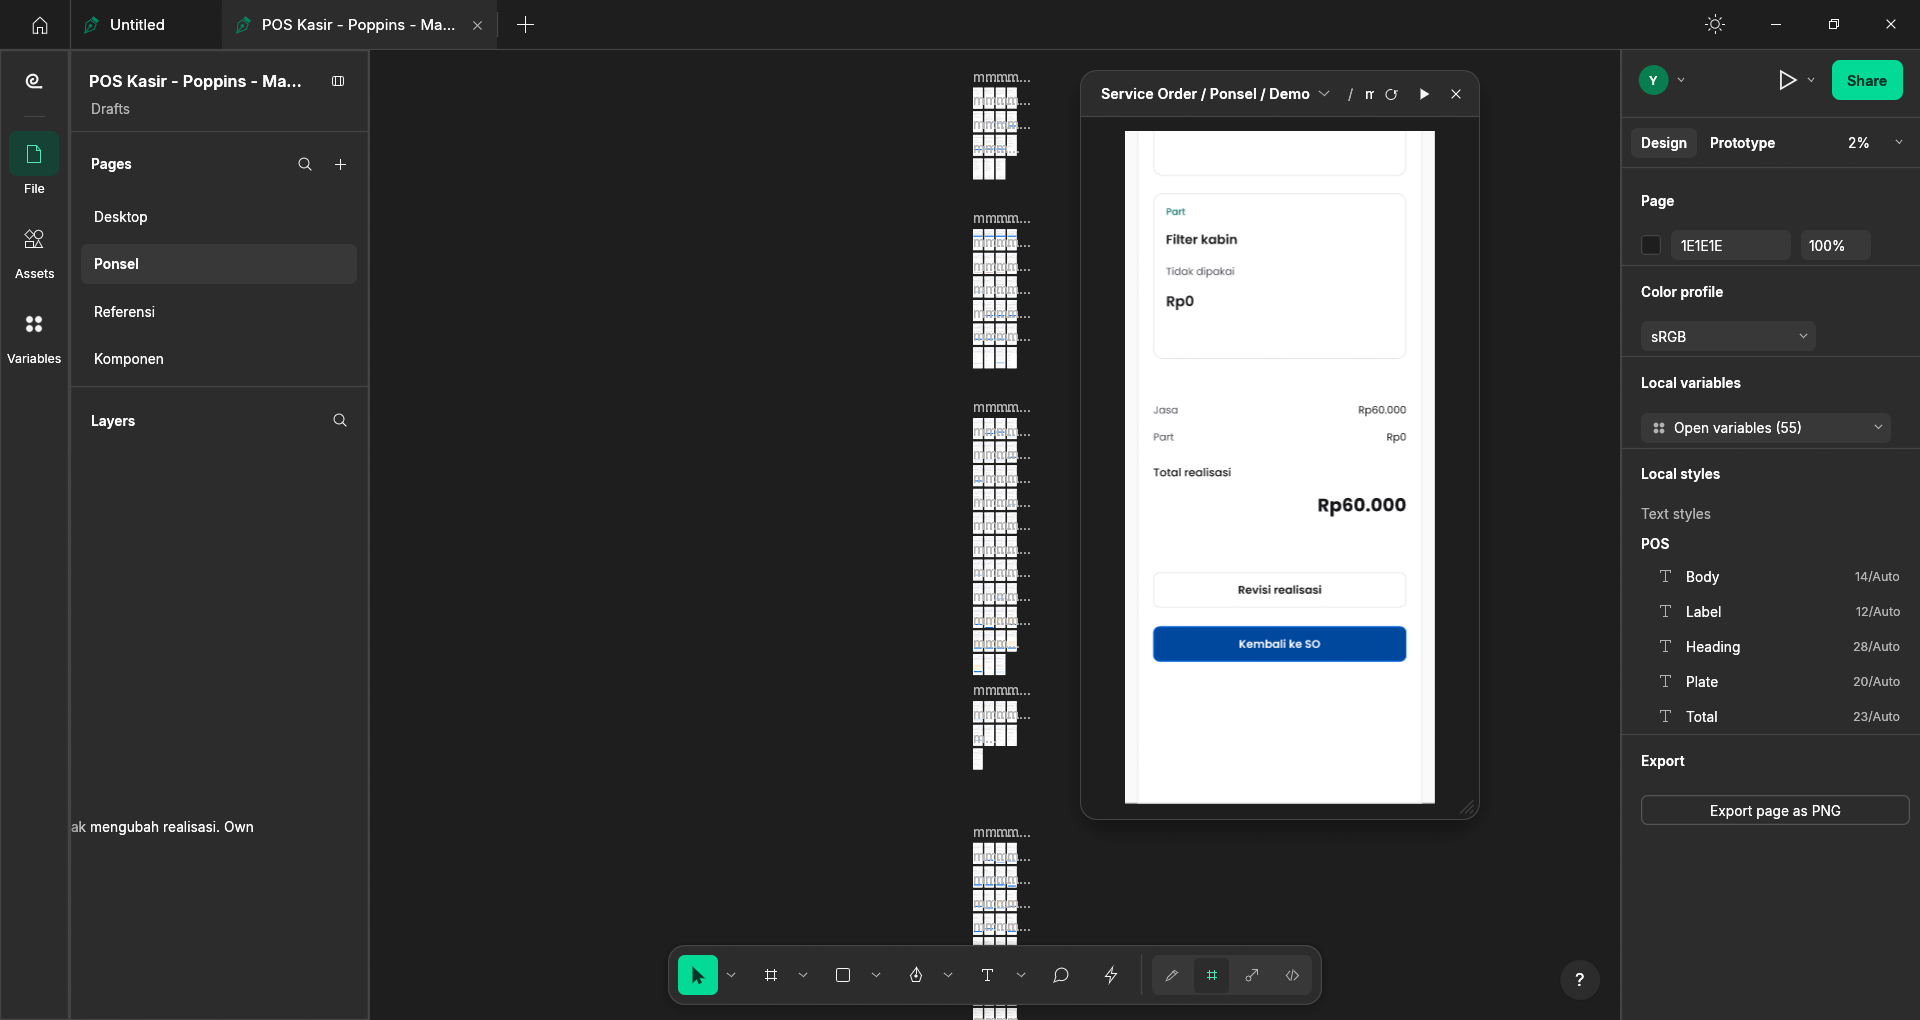 Untitled
POS Kasir - Poppins - Ma...
POS Kasir - Poppins - Ma...
Drafts
File
Assets
Variables
Pages
Desktop
Ponsel
Referensi
Komponen
Layers
ak mengubah realisasi. Own
mmmm...
mmmm...
mmmm...
mmmm...
mmmm...
Service Order / Ponsel / Demo
/
Part
Filter kabin
Tidak dipakai
Rp0
Jasa
Rp60.000
Part
Rp0
Total realisasi
Rp60.000
Revisi realisasi
Kembali ke SO
Y
Share
Design
Prototype
2%
Page
1E1E1E
100%
Color profile
sRGB
Local variables
Open variables (55)
Local styles
Text styles
POS
Body
14/Auto
Label
12/Auto
Heading
28/Auto
Plate
20/Auto
Total
23/Auto
Export
Export page as PNG
?